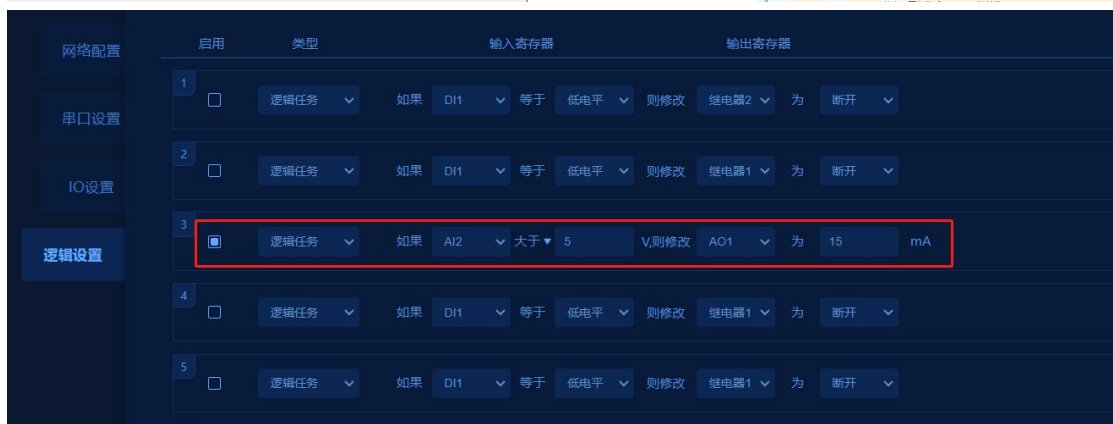 网络配置
串口设置
IO设置
逻辑设置
启用 类型 输入寄存器 输出寄存器
1
逻辑任务 如果 DI1 等于 低电平 则修改 继电器2 为 断开
2
逻辑任务 如果 DI1 等于 低电平 则修改 继电器1 为 断开
3
逻辑任务 如果 AI2 大于 5 V,则修改 AO1 为 15 mA
4
逻辑任务 如果 DI1 等于 低电平 则修改 继电器1 为 断开
5
逻辑任务 如果 DI1 等于 低电平 则修改 继电器1 为 断开